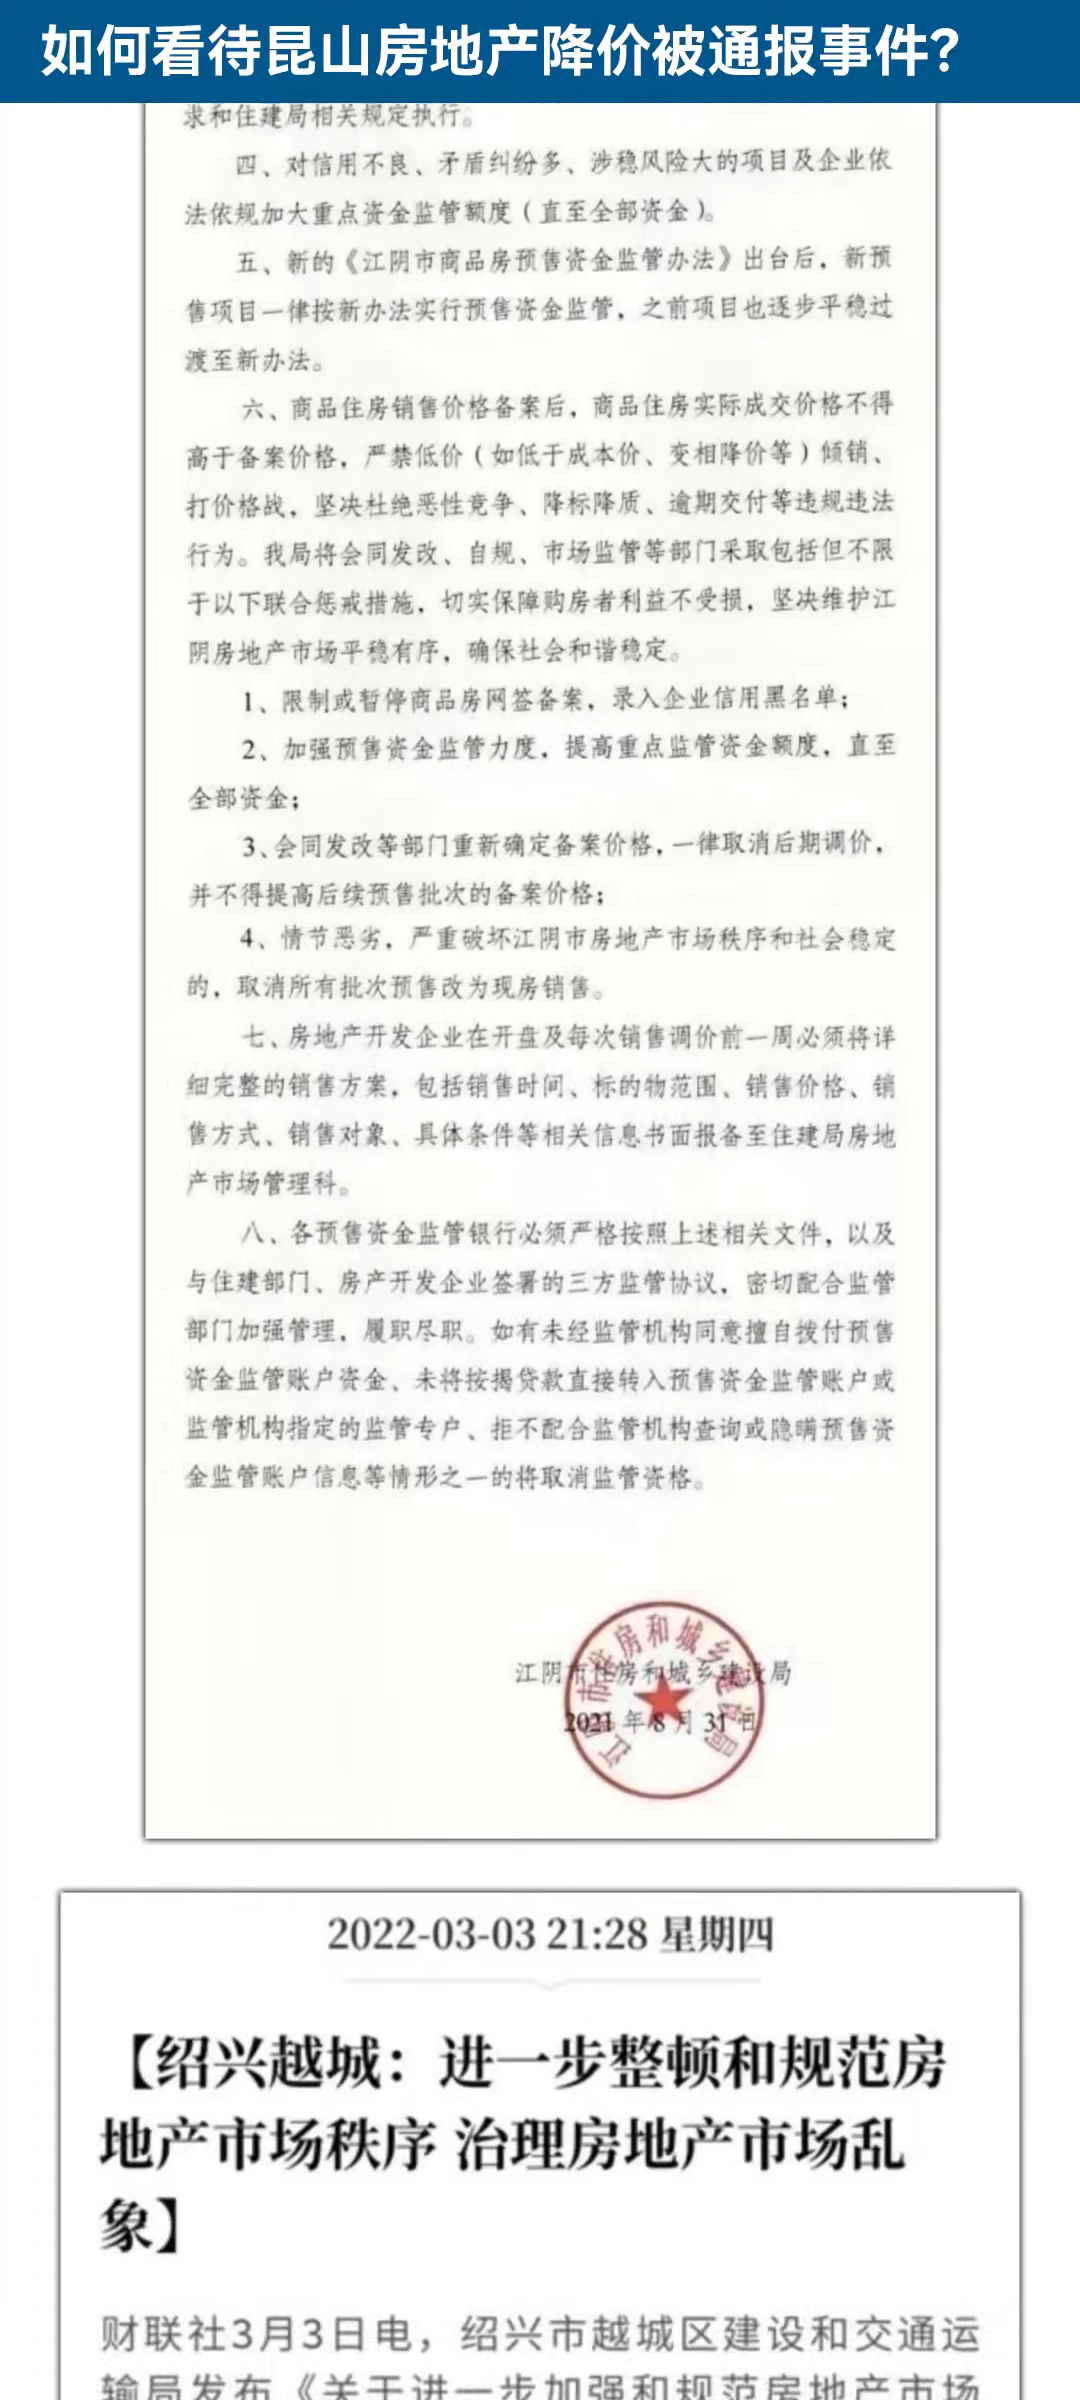 如何看待昆山房地产降价被通报事件？
求和住建局相关规定执行。
四、对信用不良、矛盾纠纷多、涉稳风险大的项目及企业依
法依规加大重点资金监管额度（直至全部资金）。
五、新的《江阴市商品房预售资金监管办法》出台后，新预
售项目一律按新办法实行预售资金监管，之前项目也逐步平稳过
渡至新办法。
六、商品住房销售价格备案后，商品住房实际成交价格不得
高于备案价格，严禁低价（如低于成本价、变相降价等）倾销、
打价格战，坚决杜绝恶性竞争、降标降质、逾期交付等违规违法
行为。我局将会同发改、自规、市场监管等部门采取包括但不限
于以下联合惩戒措施，切实保障购房者利益不受损，坚决维护江
阴房地产市场平稳有序，确保社会和谐稳定。
1、限制或暂停商品房网签备案，录入企业信用黑名单；
2、加强预售资金监管力度，提高重点监管资金额度，直至
全部资金；
3、会同发改等部门重新确定备案价格，一律取消后期调价，
并不得提高后续预售批次的备案价格；
4、情节恶劣，严重破坏江阴市房地产市场秩序和社会稳定
的，取消所有批次预售改为现房销售。
七、房地产开发企业在开盘及每次销售调价前一周必须将详
细完整的销售方案，包括销售时间、标的物范围、销售价格、销
售方式、销售对象、具体条件等相关信息书面报备至住建局房地
产市场管理科。
八、各预售资金监管银行必须严格按照上述相关文件，以及
与住建部门、房产开发企业签署的三方监管协议，密切配合监管
部门加强管理，履职尽职。如有未经监管机构同意擅自拨付预售
资金监管账户资金、未将按揭贷款直接转入预售资金监管账户或
监管机构指定的监管专户、拒不配合监管机构查询或隐瞒预售资
金监管账户信息等情形之一的将取消监管资格。
江阴市住房和城乡建设局
江阴市住房和城乡建设局
2021年8月31日
2022-03-03 21:28 星期四
【绍兴越城：进一步整顿和规范房
地产市场秩序 治理房地产市场乱
象】
财联社3月3日电，绍兴市越城区建设和交通运
输局发布《关于进一步加强和规范房地产市场